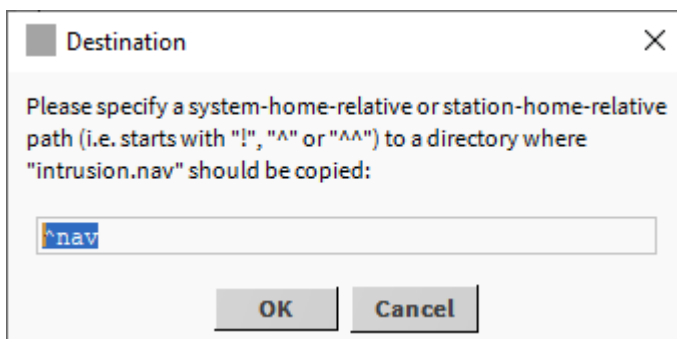 Destination
Please specify a system-home-relative or station-home-relative
path (i.e. starts with "!", "^" or "^^") to a directory where
"intrusion.nav" should be copied:
^nav
OK Cancel